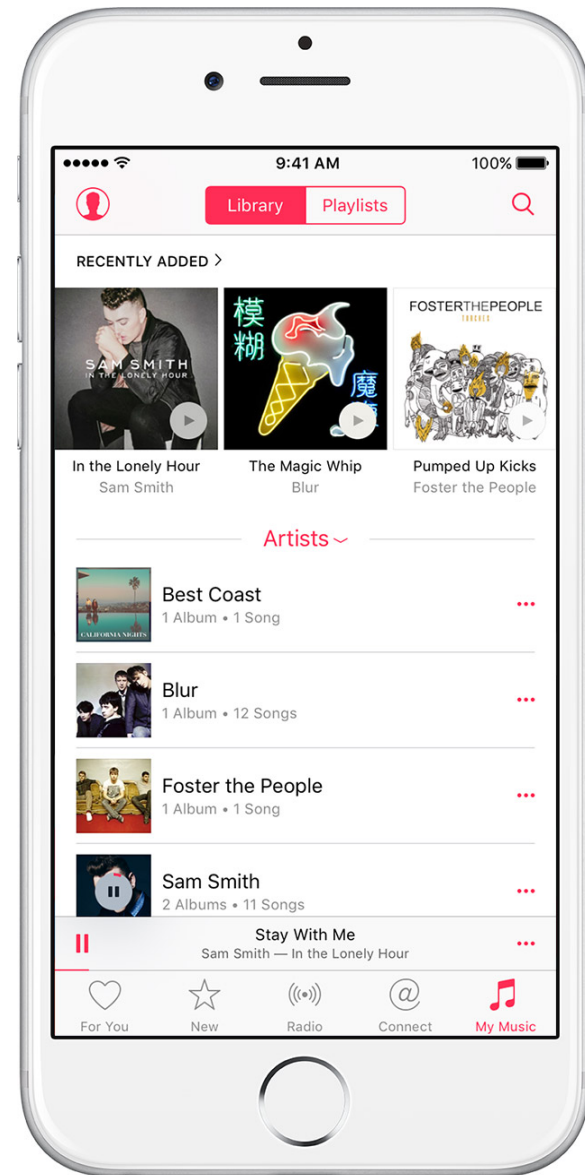 9:41 AM
100%
Library
Playlists
RECENTLY ADDED >
SAM SMITH
IN THE LONELY HOUR
模糊
魔
FOSTERTHEPEOPLE
TORCHES
In the Lonely Hour
Sam Smith
The Magic Whip
Blur
Pumped Up Kicks
Foster the People
Artists
CALIFORNIA NIGHTS
Best Coast
1 Album • 1 Song
Blur
1 Album • 12 Songs
Foster the People
1 Album • 1 Song
Sam Smith
2 Albums • 11 Songs
Stay With Me
Sam Smith — In the Lonely Hour
For You
New
Radio
@
Connect
My Music